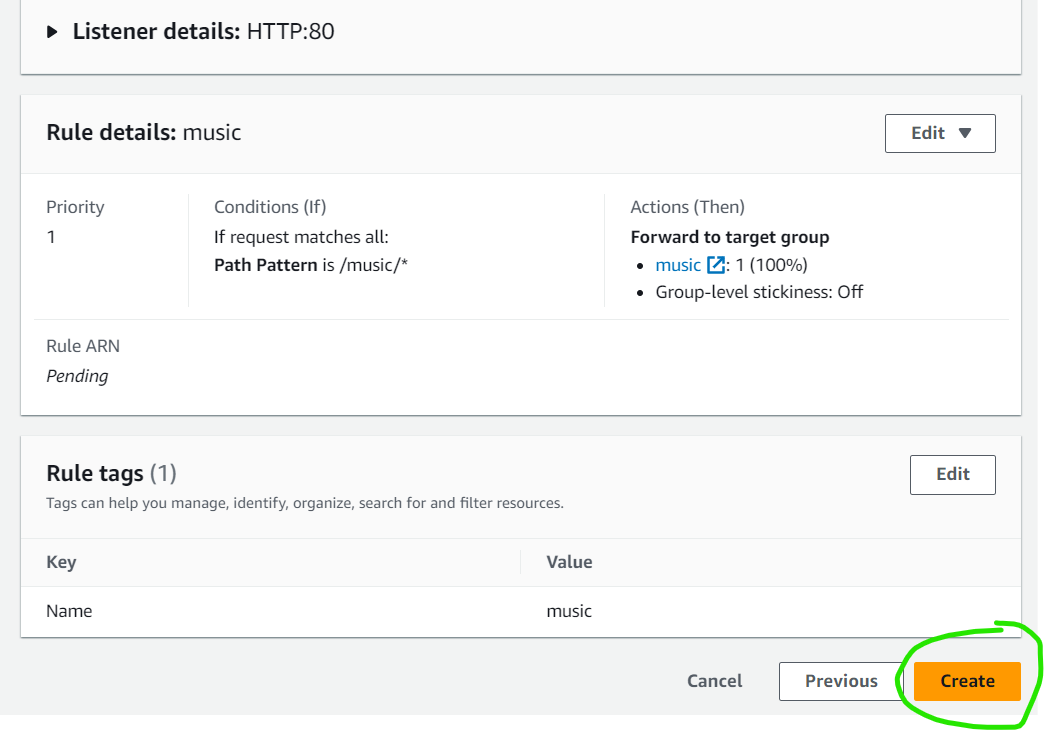 Listener details: HTTP:80
Rule details: music
Edit
Priority
1
Conditions (If)
If request matches all:
Path Pattern is /music/*
Actions (Then)
Forward to target group
music : 1 (100%)
Group-level stickiness: Off
Rule ARN
Pending
Rule tags (1)
Edit
Tags can help you manage, identify, organize, search for and filter resources.
Key
Value
Name
music
Cancel
Previous
Create